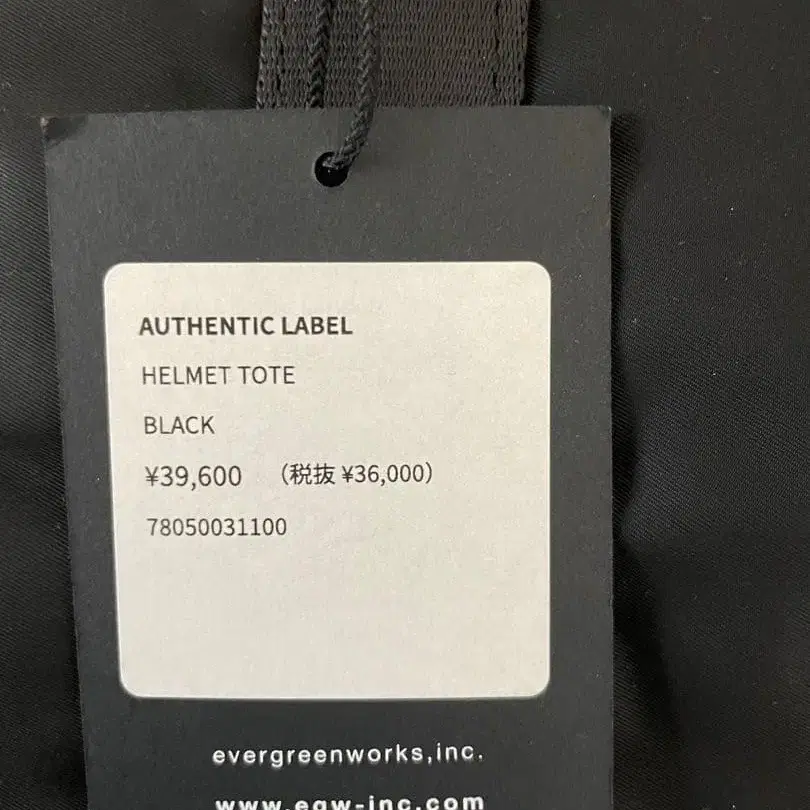 AUTHENTIC LABEL
HELMET TOTE
BLACK
¥39,600 （税抜 ¥36,000）
78050031100
evergreenworks,inc.
www.egw-inc.com